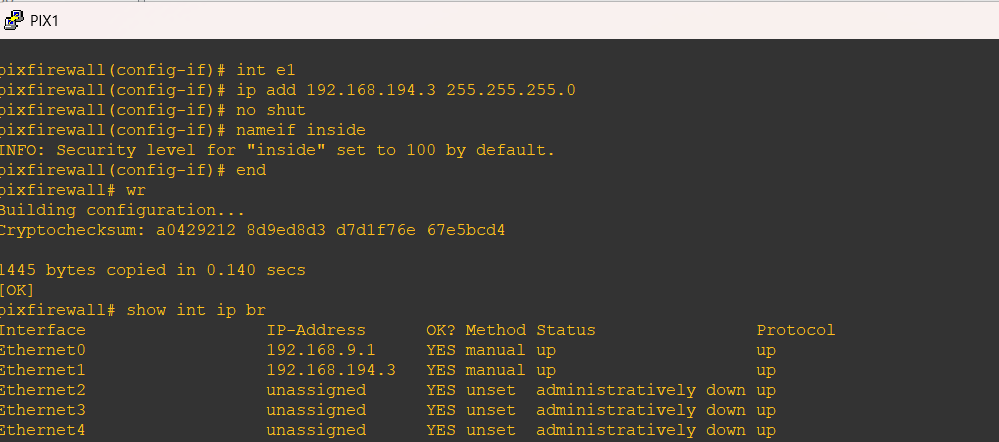 PIX1
pixfirewall(config-if)# int e1
pixfirewall(config-if)# ip add 192.168.194.3 255.255.255.0
pixfirewall(config-if)# no shut
pixfirewall(config-if)# nameif inside
INFO: Security level for "inside" set to 100 by default.
pixfirewall(config-if)# end
pixfirewall# wr
Building configuration...
Cryptochecksum: a0429212 8d9ed8d3 d7d1f76e 67e5bcd4
1445 bytes copied in 0.140 secs
[OK]
pixfirewall# show int ip br
Interface                  IP-Address      OK? Method Status                Protocol
Ethernet0                  192.168.9.1     YES manual up                    up
Ethernet1                  192.168.194.3   YES manual up                    up
Ethernet2                  unassigned      YES unset  administratively down up
Ethernet3                  unassigned      YES unset  administratively down up
Ethernet4                  unassigned      YES unset  administratively down up